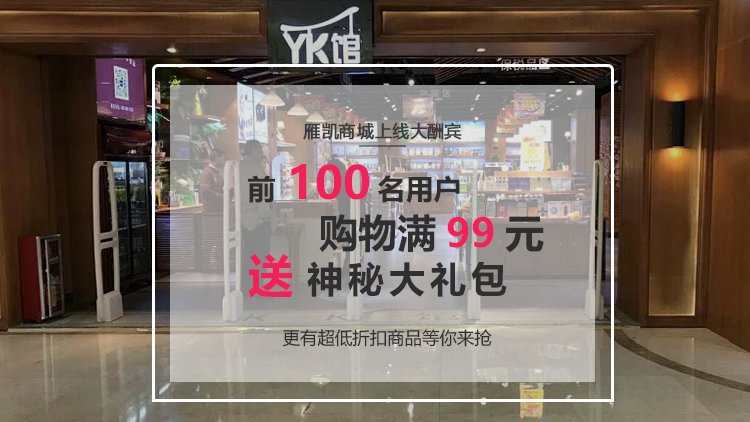 YK馆
保税品区
雁凯商城上线大酬宾
前 100 名用户
购物满 99 元
送 神秘大礼包
更有超低折扣商品等你来抢